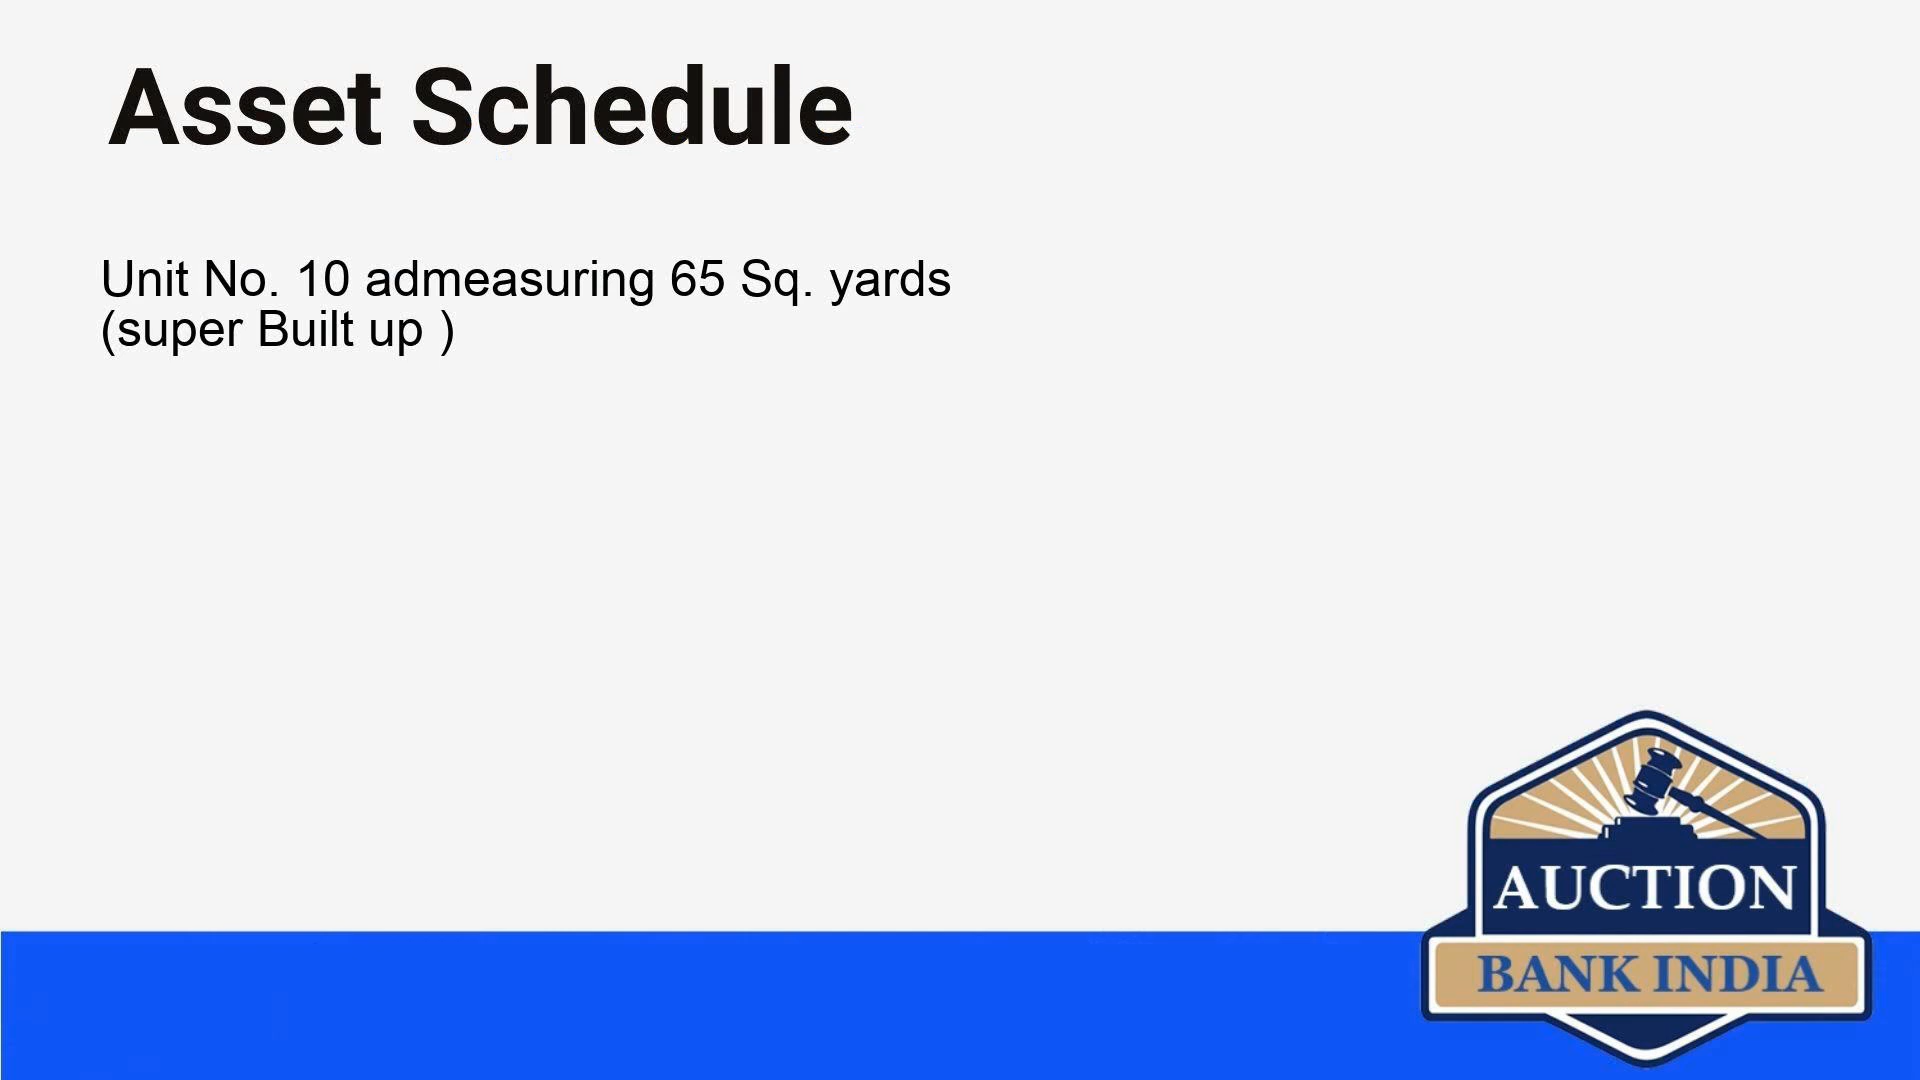 Asset Schedule
Unit No. 10 admeasuring 65 Sq. yards
(super Built up )
AUCTION
BANK INDIA